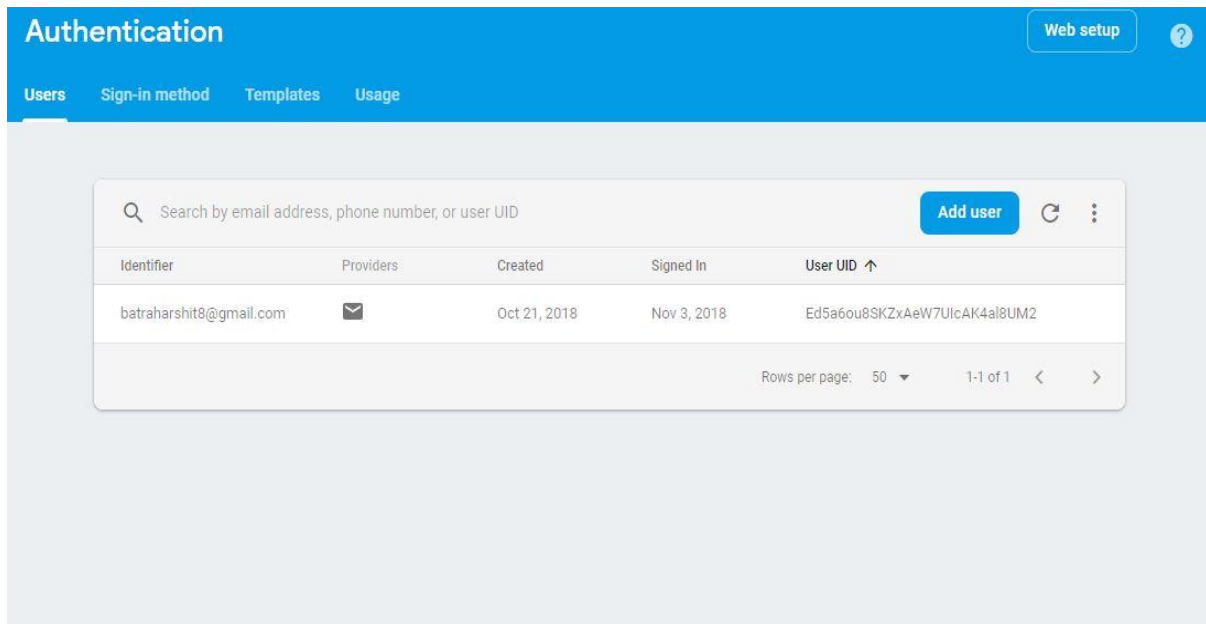 Authentication
Web setup
Users Sign-in method Templates Usage
Search by email address, phone number, or user UID
Add user
Identifier Providers Created Signed In User UID
batraharshit8@gmail.com Oct 21, 2018 Nov 3, 2018 Ed5a6ou8SKZxAeW7UIcAK4al8UM2
Rows per page: 50 1-1 of 1